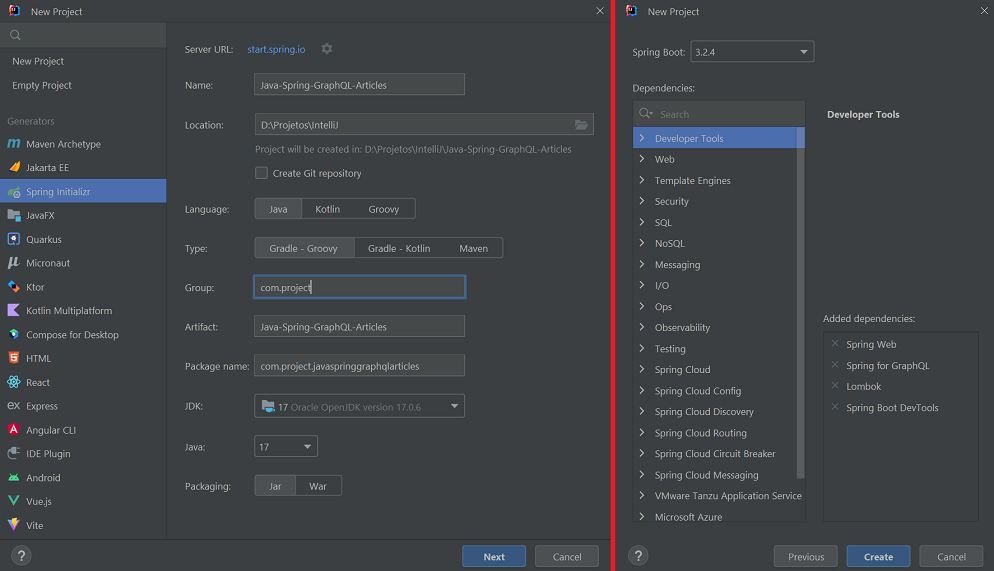 New Project
New Project
Empty Project
Generators
Maven Archetype
Jakarta EE
Spring Initializr
JavaFX
Quarkus
Micronaut
Ktor
Kotlin Multiplatform
Compose for Desktop
HTML
React
ex Express
Angular CLI
IDE Plugin
Android
Vue.js
Vite
?
Server URL: start.spring.io
Name: Java-Spring-GraphQL-Articles
Location: D:\Projetos\IntelliJ
Project will be created in: D:\Projetos\IntelliJ\Java-Spring-GraphQL-Articles
Create Git repository
Language: Java Kotlin Groovy
Type: Gradle - Groovy Gradle - Kotlin Maven
Group: com.project
Artifact: Java-Spring-GraphQL-Articles
Package name: com.project.javaspringgraphqlarticles
JDK: 17 Oracle OpenJDK version 17.0.6
Java: 17
Packaging: Jar War
Next Cancel
New Project
Spring Boot: 3.2.4
Dependencies:
Search
Developer Tools
Web
Template Engines
Security
SQL
NoSQL
Messaging
I/O
Ops
Observability
Testing
Spring Cloud
Spring Cloud Config
Spring Cloud Discovery
Spring Cloud Routing
Spring Cloud Circuit Breaker
Spring Cloud Messaging
VMware Tanzu Application Service
Microsoft Azure
Developer Tools
Added dependencies:
Spring Web
Spring for GraphQL
Lombok
Spring Boot DevTools
? Previous Create Cancel